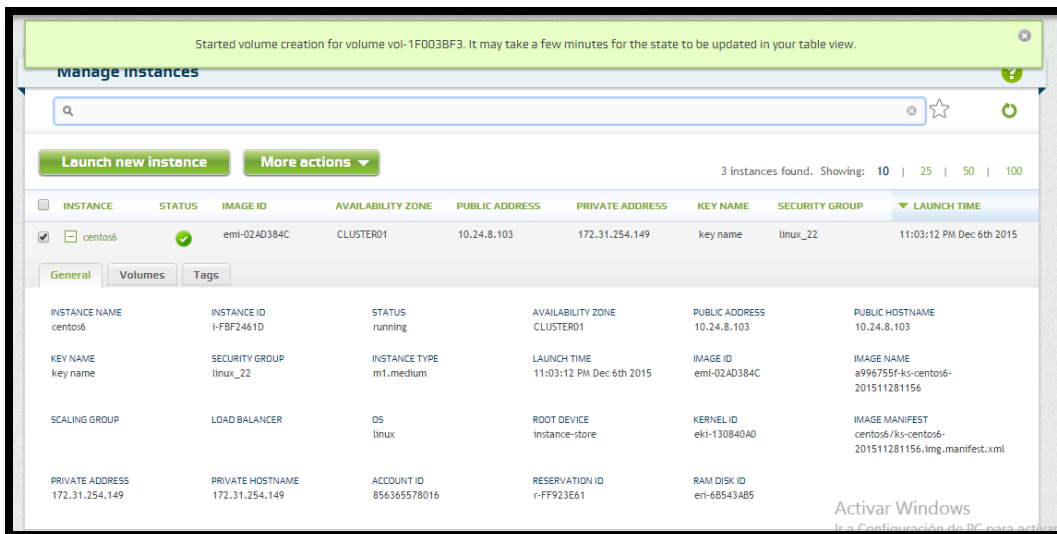 Started volume creation for volume vol-1F003BF3. It may take a few minutes for the state to be updated in your table view.
Manage Instances
?
Launch new instance More actions 3 instances found. Showing: 10 | 25 | 50 | 100
INSTANCE STATUS IMAGE ID AVAILABILITY ZONE PUBLIC ADDRESS PRIVATE ADDRESS KEY NAME SECURITY GROUP LAUNCH TIME
centos6 emi-02AD384C CLUSTER01 10.24.8.103 172.31.254.149 key name linux_22 11:03:12 PM Dec 6th 2015
General Volumes Tags
INSTANCE NAME INSTANCE ID STATUS AVAILABILITY ZONE PUBLIC ADDRESS PUBLIC HOSTNAME
centos6 i-FBF2461D running CLUSTER01 10.24.8.103 10.24.8.103
KEY NAME SECURITY GROUP INSTANCE TYPE LAUNCH TIME IMAGE ID IMAGE NAME
key name linux_22 m1.medium 11:03:12 PM Dec 6th 2015 emi-02AD384C a996755f-ks-centos6-
201511281156
SCALING GROUP LOAD BALANCER OS ROOT DEVICE KERNEL ID IMAGE MANIFEST
linux instance-store eki-130840A0 centos6/ks-centos6-
201511281156.img.manifest.xml
PRIVATE ADDRESS PRIVATE HOSTNAME ACCOUNT ID RESERVATION ID RAM DISK ID
172.31.254.149 172.31.254.149 856365578016 r-FF923E61 eri-6B543AB5
Activar Windows
Ir a Configuración de PC para activar